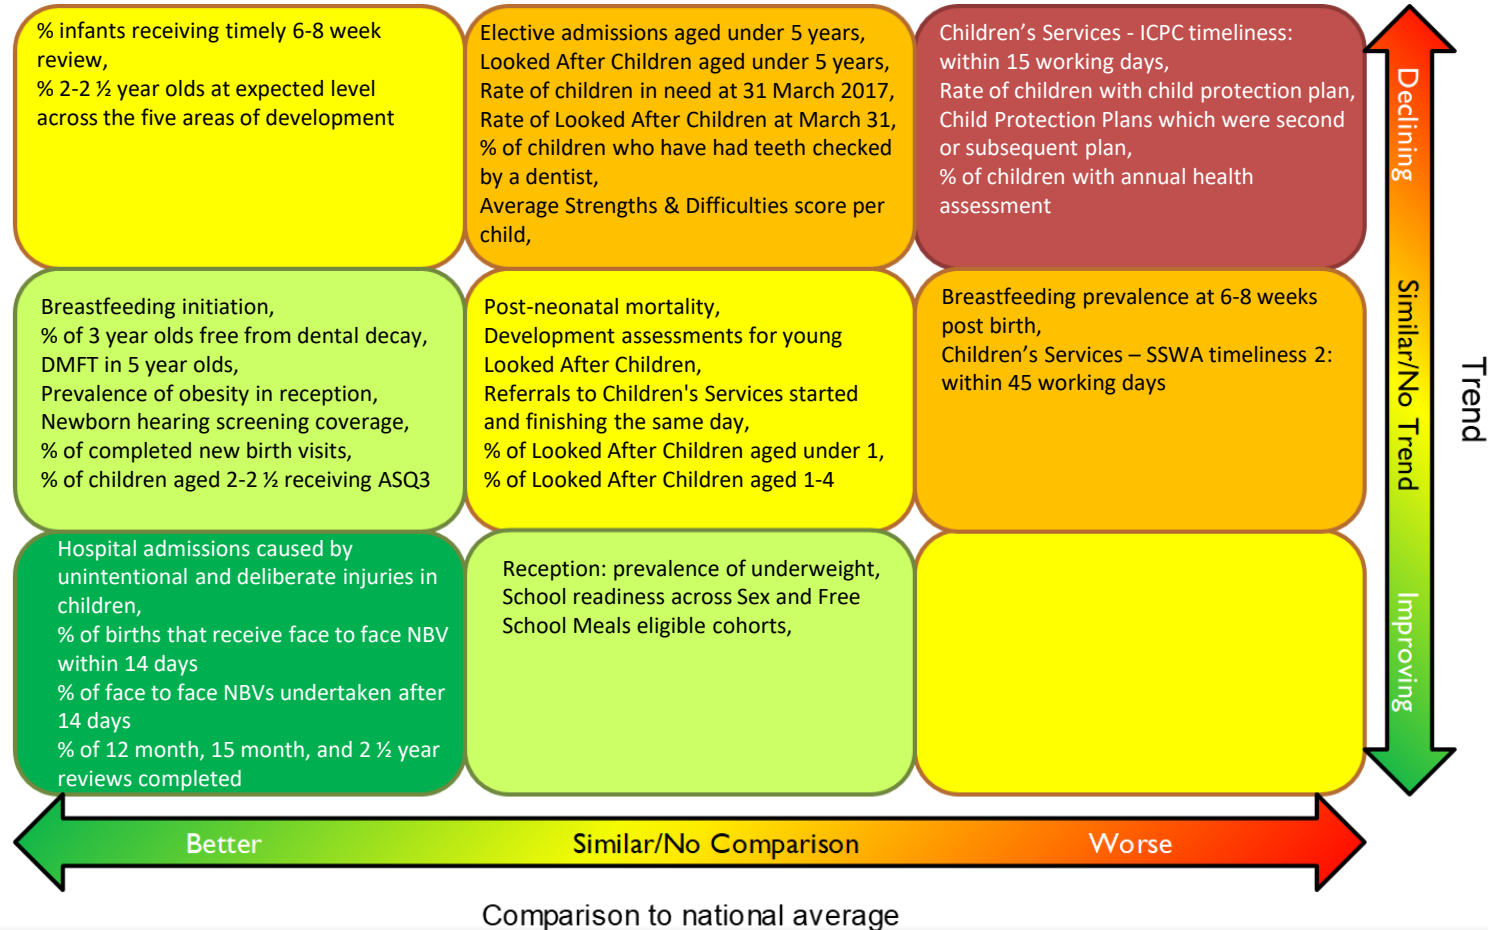 % infants receiving timely 6-8 week
review,
% 2-2 ½ year olds at expected level
across the five areas of development
Elective admissions aged under 5 years,
Looked After Children aged under 5 years,
Rate of children in need at 31 March 2017,
Rate of Looked After Children at March 31,
% of children who have had teeth checked
by a dentist,
Average Strengths & Difficulties score per
child,
Children’s Services - ICPC timeliness:
within 15 working days,
Rate of children with child protection plan,
Child Protection Plans which were second
or subsequent plan,
% of children with annual health
assessment
Declining
Breastfeeding initiation,
% of 3 year olds free from dental decay,
DMFT in 5 year olds,
Prevalence of obesity in reception,
Newborn hearing screening coverage,
% of completed new birth visits,
% of children aged 2-2 ½ receiving ASQ3
Post-neonatal mortality,
Development assessments for young
Looked After Children,
Referrals to Children's Services started
and finishing the same day,
% of Looked After Children aged under 1,
% of Looked After Children aged 1-4
Breastfeeding prevalence at 6-8 weeks
post birth,
Children’s Services – SSWA timeliness 2:
within 45 working days
Similar/No Trend
Trend
Hospital admissions caused by
unintentional and deliberate injuries in
children,
% of births that receive face to face NBV
within 14 days
% of face to face NBVs undertaken after
14 days
% of 12 month, 15 month, and 2 ½ year
reviews completed
Reception: prevalence of underweight,
School readiness across Sex and Free
School Meals eligible cohorts,
Improving
Better
Similar/No Comparison
Worse
Comparison to national average